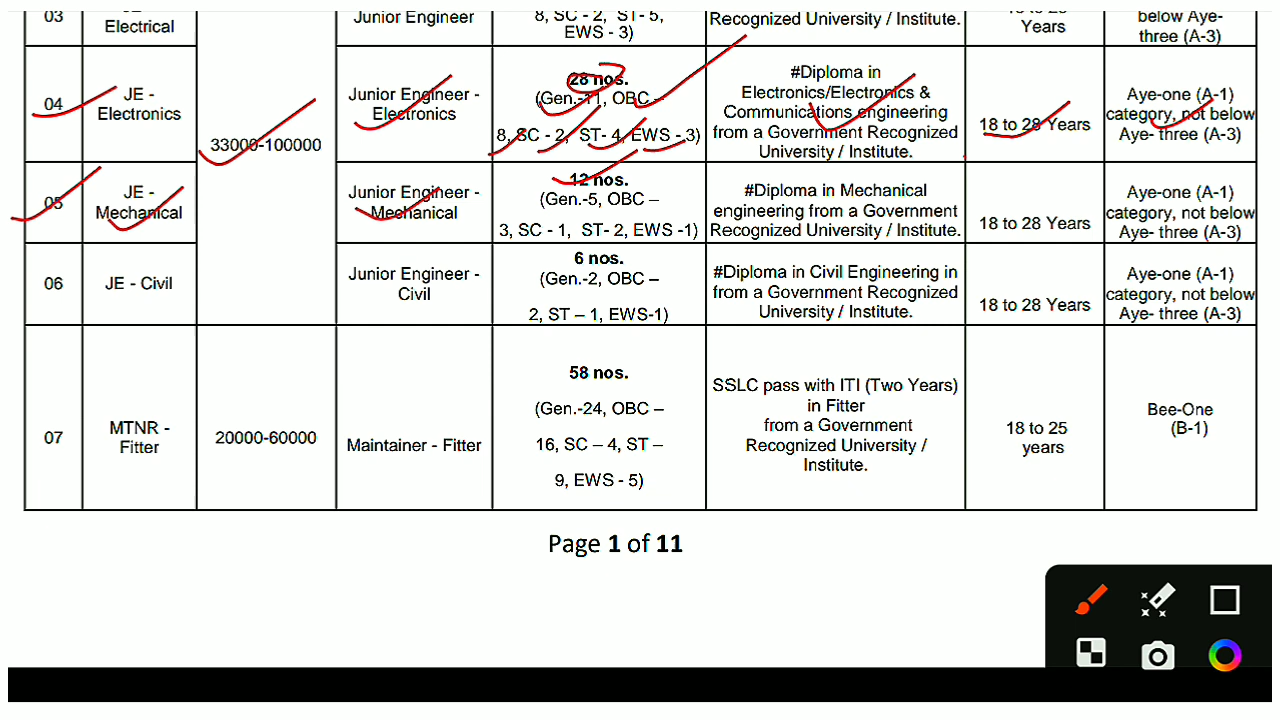 03
JE -
Electrical
Junior Engineer
8, SC - 2, ST- 5,
EWS - 3)
Recognized University / Institute.
18 to 28
Years
below Aye-
three (A-3)
04
JE -
Electronics
33000-100000
Junior Engineer -
Electronics
28 nos.
(Gen.-11, OBC –
8, SC - 2, ST- 4, EWS - 3)
#Diploma in
Electronics/Electronics &
Communications engineering
from a Government Recognized
University / Institute.
18 to 28 Years
Aye-one (A-1)
category, not below
Aye- three (A-3)
05
JE -
Mechanical
Junior Engineer -
Mechanical
12 nos.
(Gen.-5, OBC –
3, SC - 1, ST- 2, EWS -1)
#Diploma in Mechanical
engineering from a Government
Recognized University / Institute.
18 to 28 Years
Aye-one (A-1)
category, not below
Aye- three (A-3)
06
JE - Civil
Junior Engineer -
Civil
6 nos.
(Gen.-2, OBC –
2, ST – 1, EWS-1)
#Diploma in Civil Engineering in
from a Government Recognized
University / Institute.
18 to 28 Years
Aye-one (A-1)
category, not below
Aye- three (A-3)
07
MTNR -
Fitter
20000-60000
Maintainer - Fitter
58 nos.
(Gen.-24, OBC –
16, SC – 4, ST –
9, EWS - 5)
SSLC pass with ITI (Two Years)
in Fitter
from a Government
Recognized University /
Institute.
18 to 25
years
Bee-One
(B-1)
Page 1 of 11